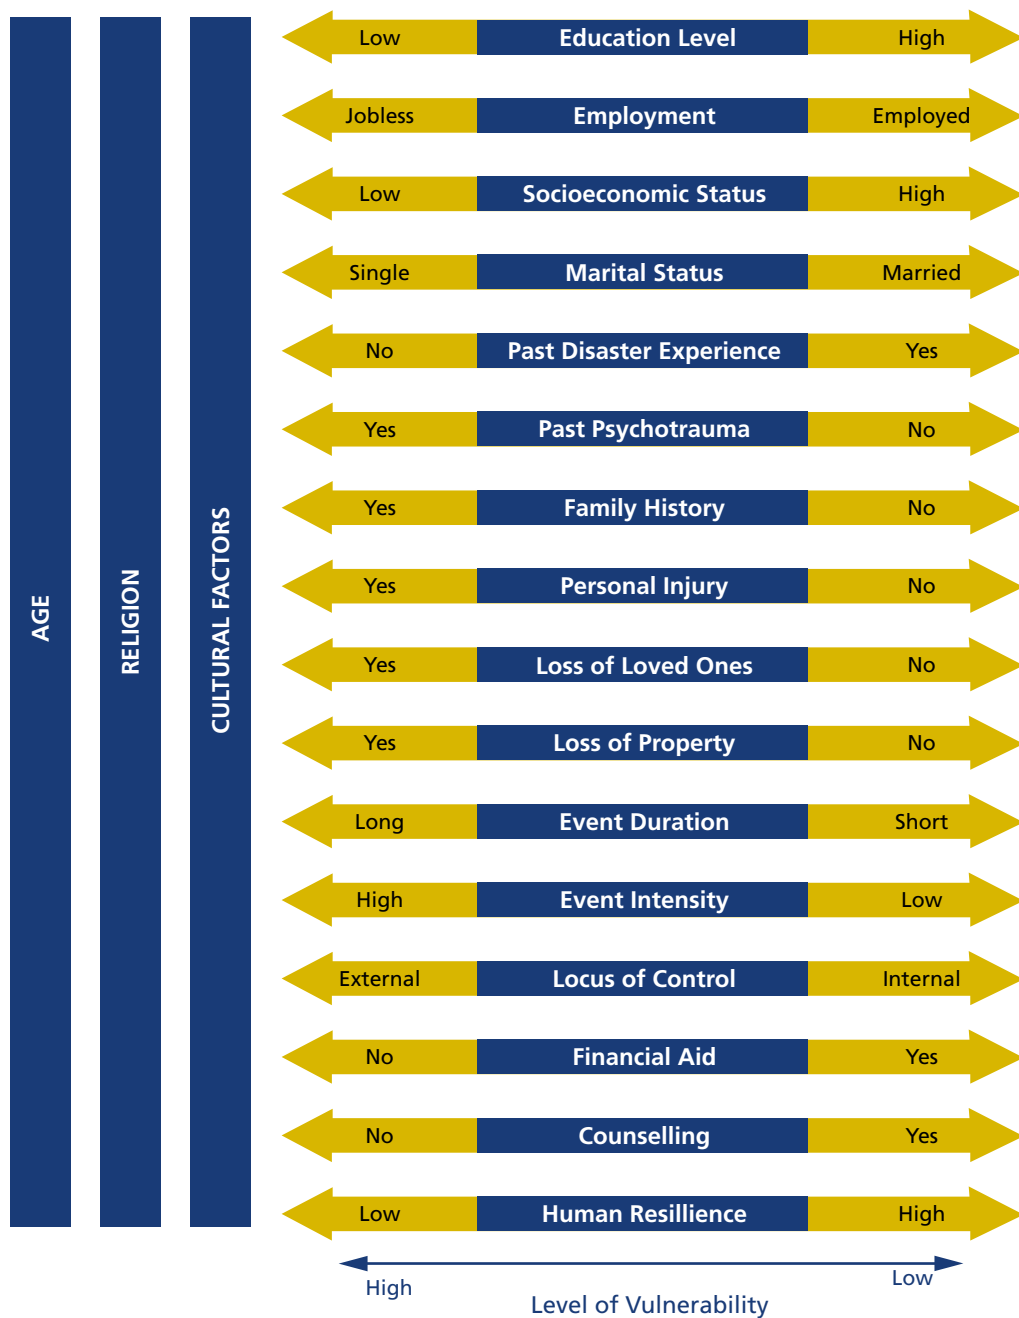 AGE
RELIGION
CULTURAL FACTORS
Low Education Level High
Jobless Employment Employed
Low Socioeconomic Status High
Single Marital Status Married
No Past Disaster Experience Yes
Yes Past Psychotrauma No
Yes Family History No
Yes Personal Injury No
Yes Loss of Loved Ones No
Yes Loss of Property No
Long Event Duration Short
High Event Intensity Low
External Locus of Control Internal
No Financial Aid Yes
No Counselling Yes
Low Human Resillience High
High Low
Level of Vulnerability